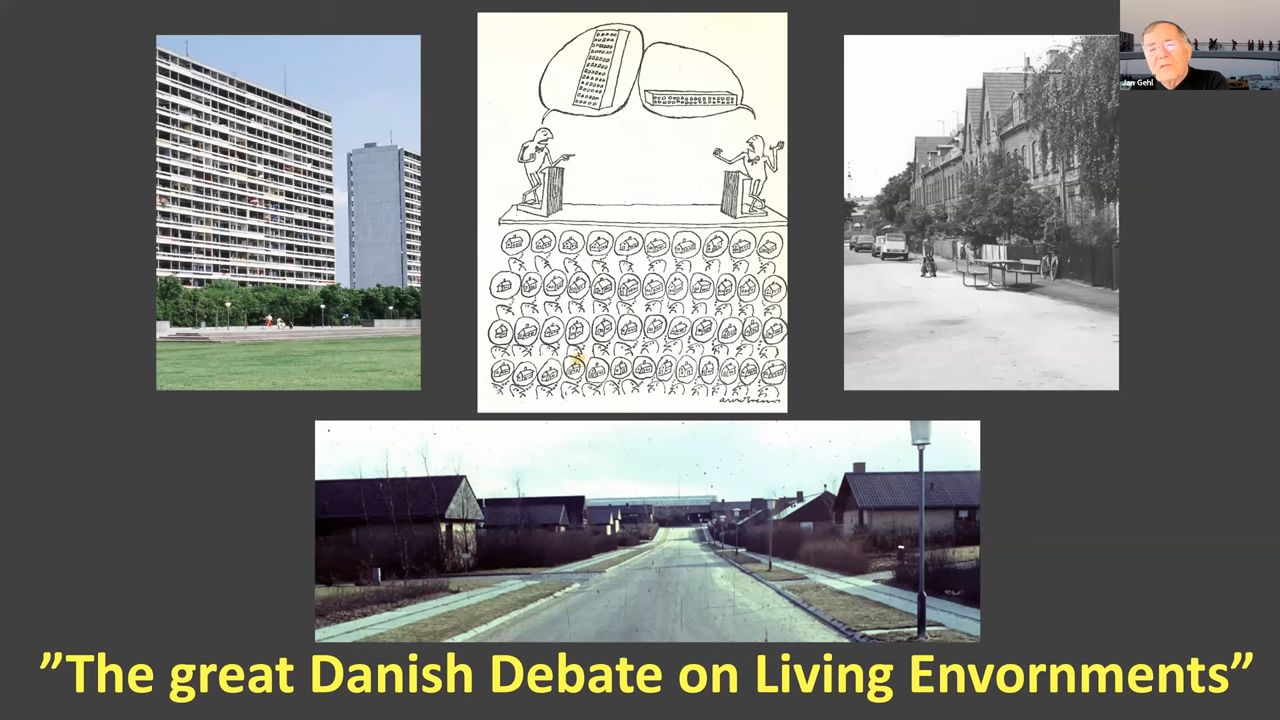 Jan Gehl
”The great Danish Debate on Living Envornments”